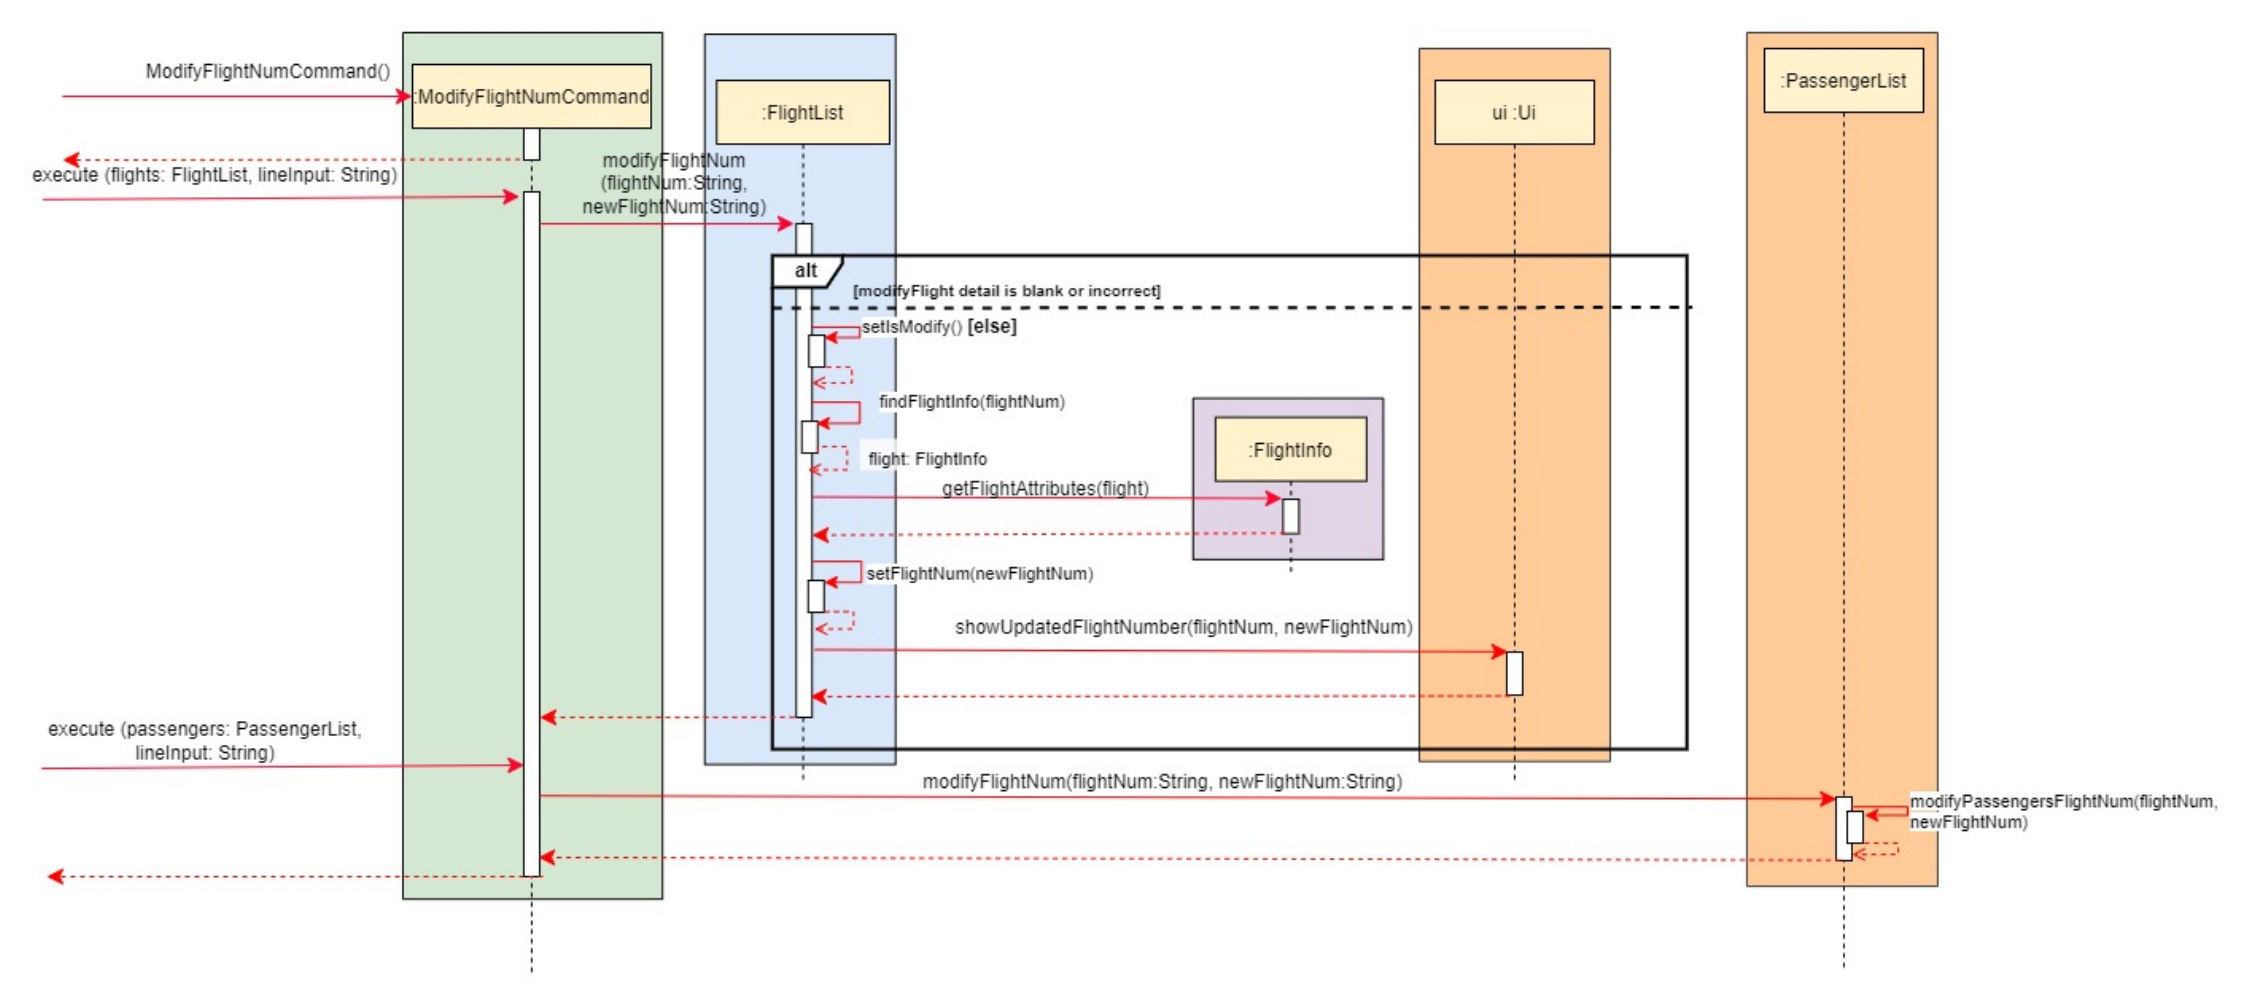 ModifyFlightNumCommand()
:ModifyFlightNumCommand
:FlightList
ui :Ui
:PassengerList
execute (flights: FlightList, lineInput: String)
modifyFlightNum
(flightNum:String,
newFlightNum:String)
alt
[modifyFlight detail is blank or incorrect]
setIsModify() [else]
findFlightInfo(flightNum)
:FlightInfo
flight: FlightInfo
getFlightAttributes(flight)
setFlightNum(newFlightNum)
showUpdatedFlightNumber(flightNum, newFlightNum)
execute (passengers: PassengerList,
lineInput: String)
modifyFlightNum(flightNum:String, newFlightNum:String)
modifyPassengersFlightNum(flightNum,
newFlightNum)